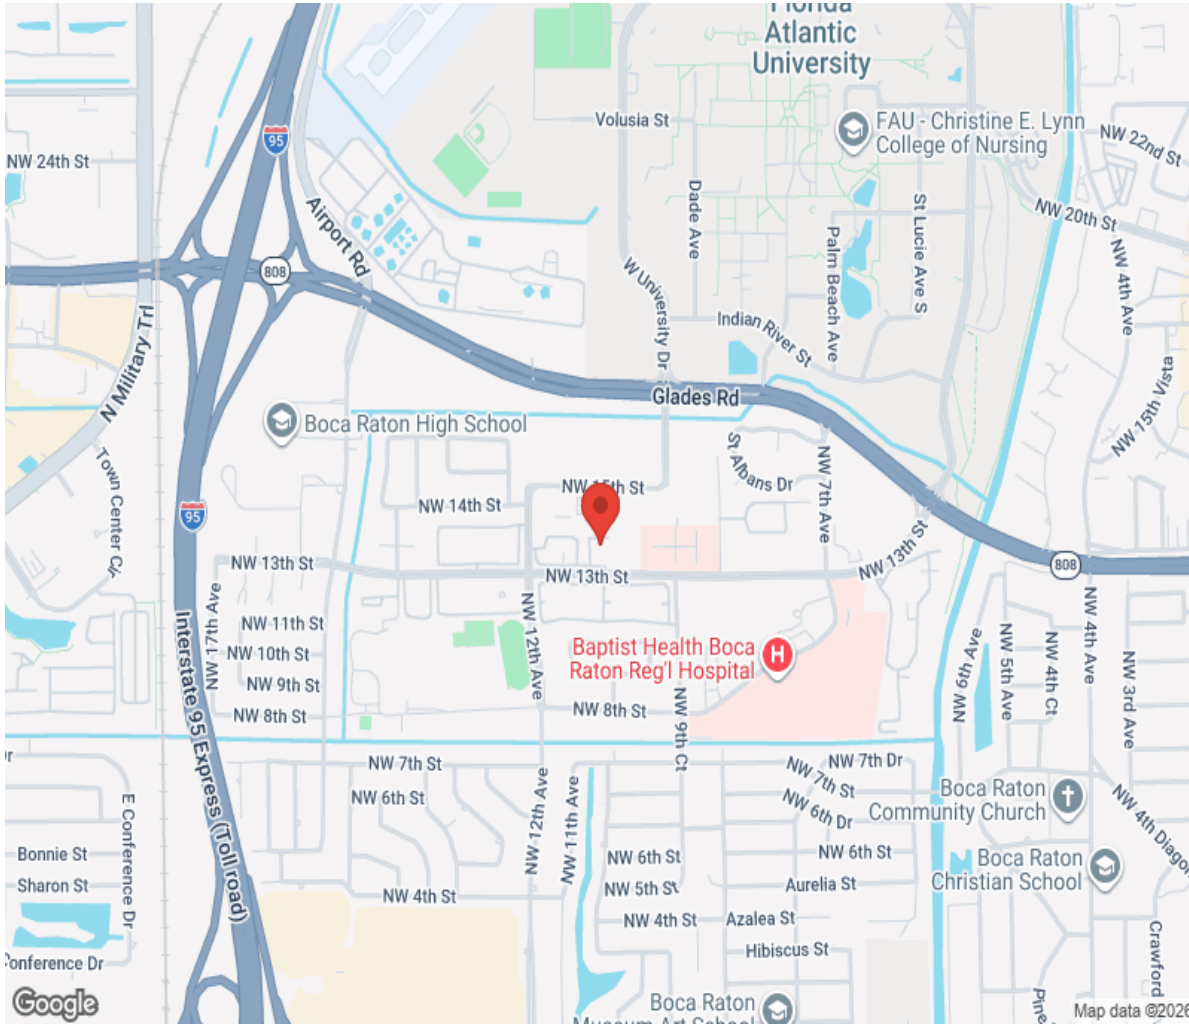 Florida
Atlantic
University
Volusia St
FAU - Christine E. Lynn
College of Nursing
NW 22nd St
95
NW 24th St
Airport Rd
Dade Ave
St Lucie Ave S
NW 20th St
Palm Beach Ave
NW 4th Ave
808
W University Dr
N Military Trl
Indian River St
NW 15th Vista
Glades Rd
Boca Raton High School
St Albans Dr
NW 7th Ave
Town Center Cir
NW 15th St
NW 14th St
95
NW 13th St
NW 13th St
NW 13th St
808
NW 17th Ave
Interstate 95 Express (Toll road)
NW 11th St
NW 10th St
NW 9th St
NW 8th St
NW 12th Ave
Baptist Health Boca
Raton Reg'l Hospital
NW 8th St
NW 9th Ct
NW 6th Ave
NW 5th Ave
NW 4th Ct
NW 4th Ave
NW 3rd Ave
Dr
NW 7th St
NW 7th Dr
NW 7th St
NW 6th St
NW 12th Ave
NW 11th Ave
NW 6th Dr
Boca Raton
Community Church
NW 4th Diagon
E Conference Dr
Bonnie St
Sharon St
NW 6th St
NW 6th St
Boca Raton
Christian School
NW 5th St
Aurelia St
NW 4th St
NW 4th St
Azalea St
Hibiscus St
Crawford
Conference Dr
Pine
Boca Raton
Museum Art School
Google
Map data ©2026